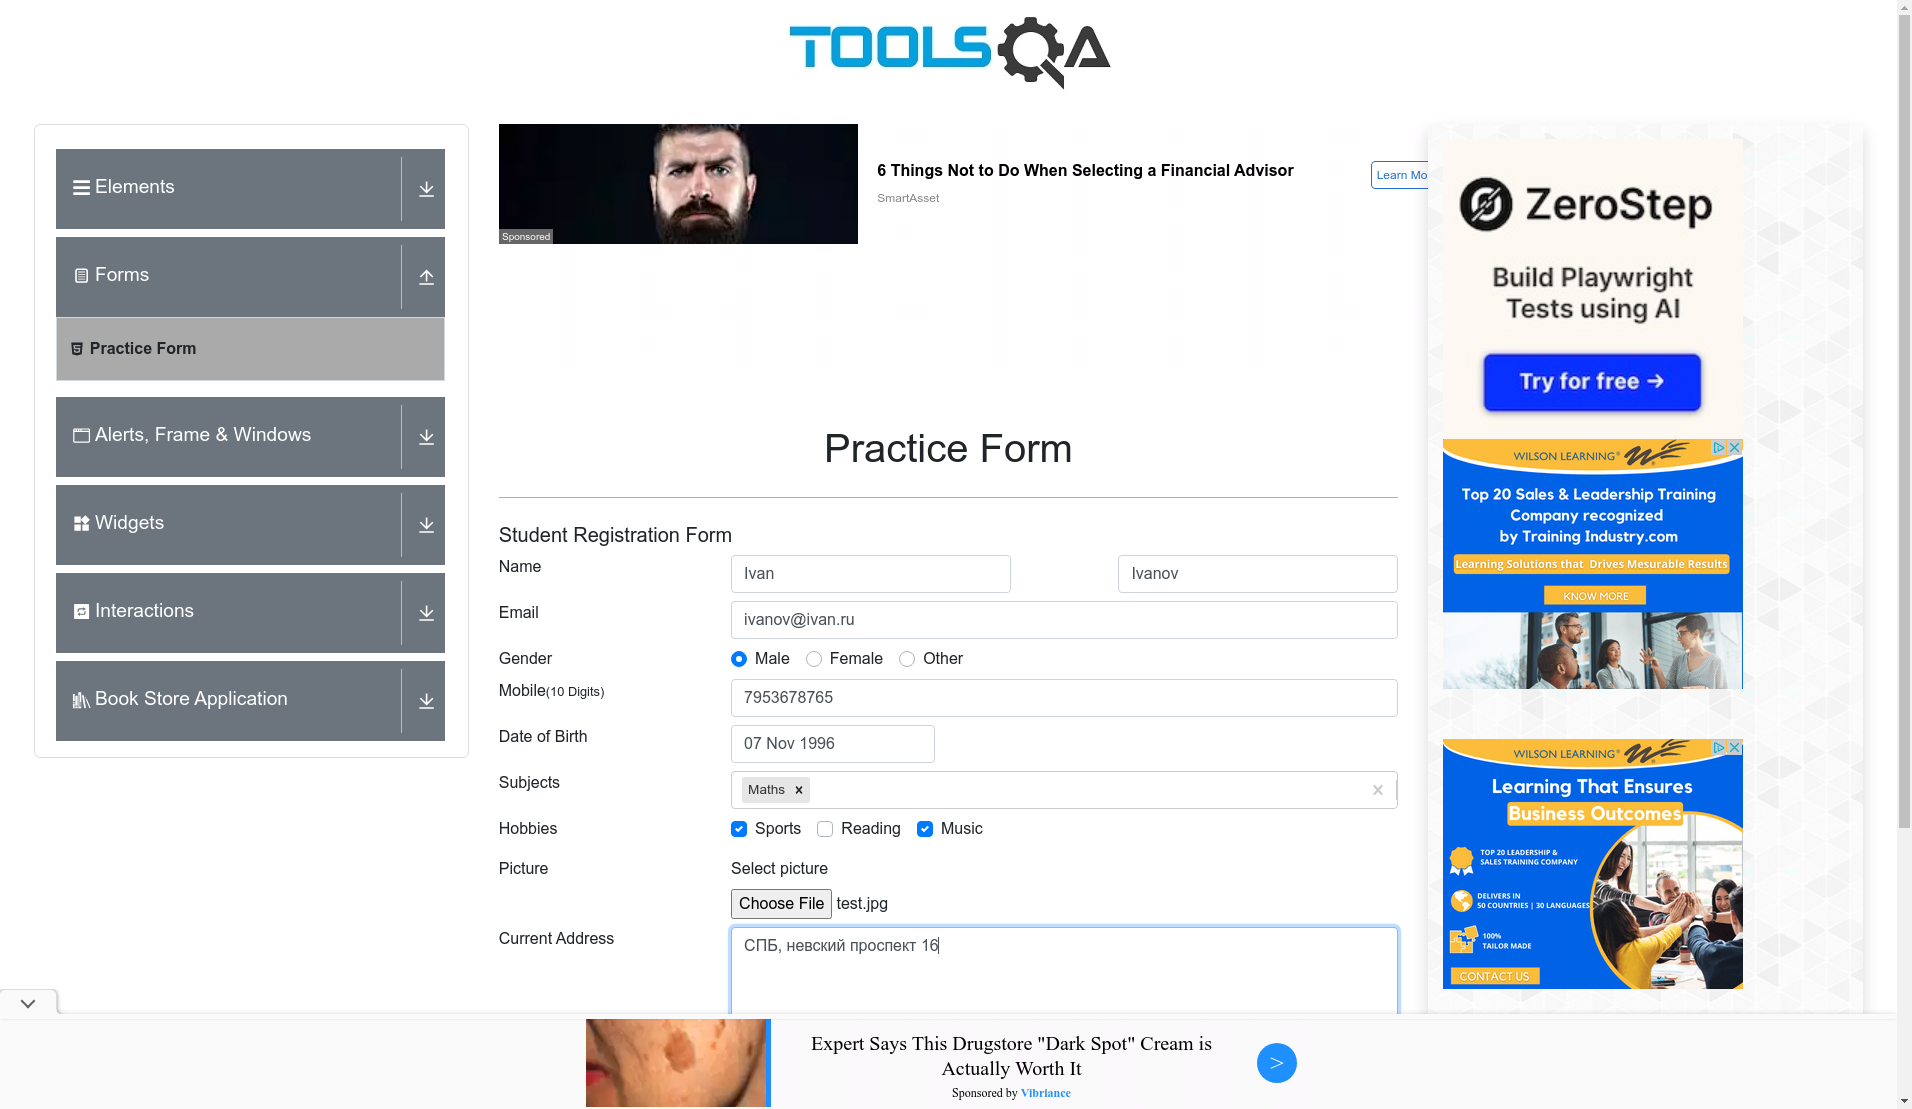 TOOLSQA
Elements
Forms
Practice Form
Alerts, Frame & Windows
Widgets
Interactions
Book Store Application
Sponsored
6 Things Not to Do When Selecting a Financial Advisor
SmartAsset
Learn Mo
Practice Form
Student Registration Form
Name
Ivan
Ivanov
Email
ivanov@ivan.ru
Gender
Male
Female
Other
Mobile(10 Digits)
7953678765
Date of Birth
07 Nov 1996
Subjects
Maths
Hobbies
Sports
Reading
Music
Picture
Select picture
Choose File test.jpg
Current Address
СПБ, невский проспект 16
ZeroStep
Build Playwright
Tests using AI
Try for free →
WILSON LEARNING®
Top 20 Sales & Leadership Training
Company recognized
by Training Industry.com
Learning Solutions that Drives Mesurable Results
KNOW MORE
WILSON LEARNING®
Learning That Ensures
Business Outcomes
TOP 20 LEADERSHIP &
SALES TRAINING COMPANY
DELIVERS IN
50 COUNTRIES | 30 LANGUAGES
100%
TAILOR MADE
CONTACT US
Expert Says This Drugstore "Dark Spot" Cream is
Actually Worth It
Sponsored by Vibriance